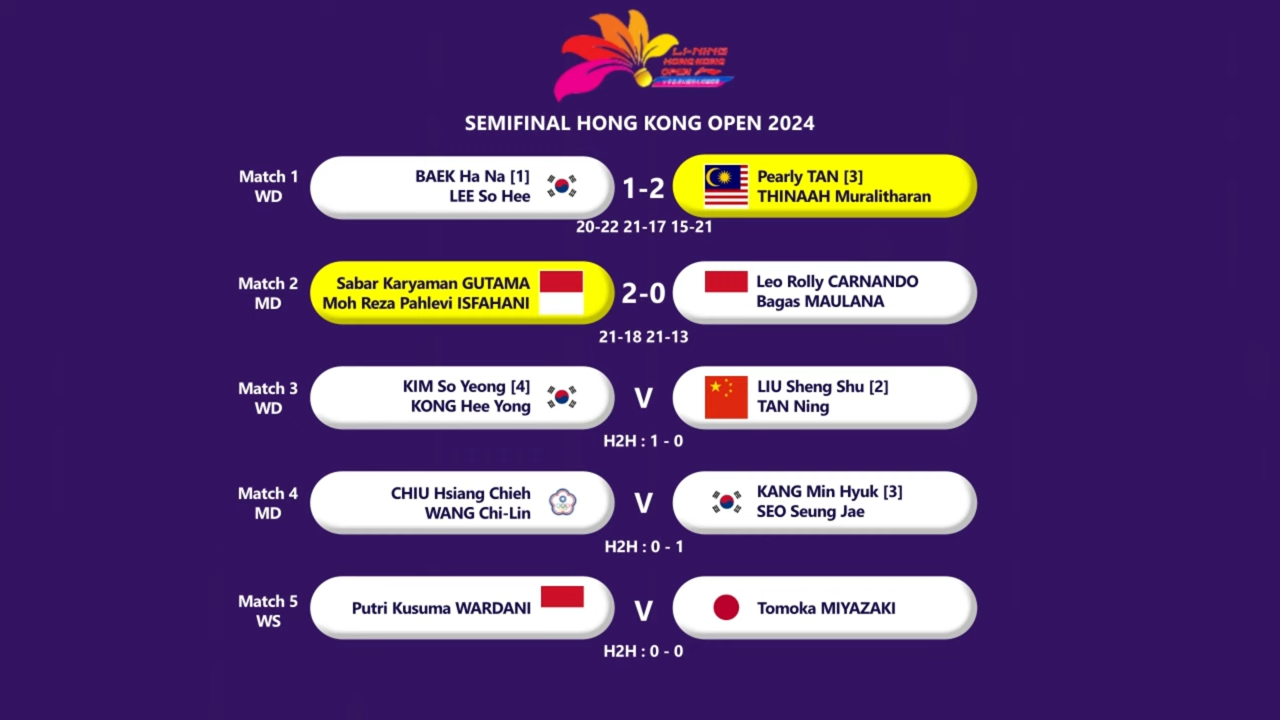 LI-NING
HONG KONG
OPEN
SEMIFINAL HONG KONG OPEN 2024
Match 1
WD
BAEK Ha Na [1]
LEE So Hee
1-2
Pearly TAN [3]
THINAAH Muralitharan
20-22 21-17 15-21
Match 2
MD
Sabar Karyaman GUTAMA
Moh Reza Pahlevi ISFAHANI
2-0
Leo Rolly CARNANDO
Bagas MAULANA
21-18 21-13
Match 3
WD
KIM So Yeong [4]
KONG Hee Yong
V
LIU Sheng Shu [2]
TAN Ning
H2H : 1 - 0
Match 4
MD
CHIU Hsiang Chieh
WANG Chi-Lin
V
KANG Min Hyuk [3]
SEO Seung Jae
H2H : 0 - 1
Match 5
WS
Putri Kusuma WARDANI
V
Tomoka MIYAZAKI
H2H : 0 - 0